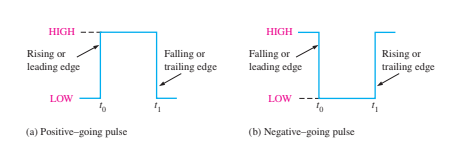 HIGH
Rising or
leading edge
Falling or
trailing edge
LOW
t0
t1
(a) Positive–going pulse
HIGH
Falling or
leading edge
Rising or
trailing edge
LOW
t0
t1
(b) Negative–going pulse